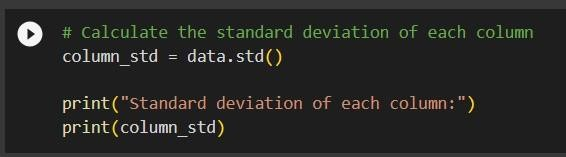 # Calculate the standard deviation of each column
column_std = data.std()
print("Standard deviation of each column:")
print(column_std)